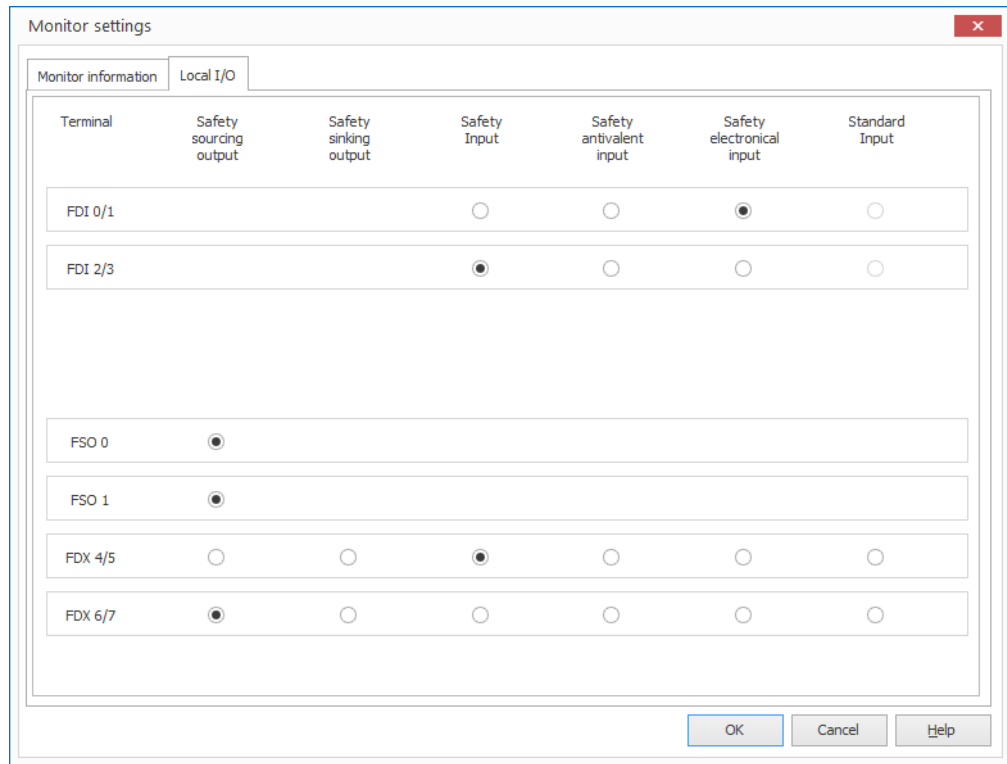 Monitor settings
Monitor information
Local I/O
Terminal
Safety
sourcing
output
Safety
sinking
output
Safety
Input
Safety
antivalent
input
Safety
electronical
input
Standard
Input
FDI 0/1
FDI 2/3
FSO 0
FSO 1
FDX 4/5
FDX 6/7
OK
Cancel
Help